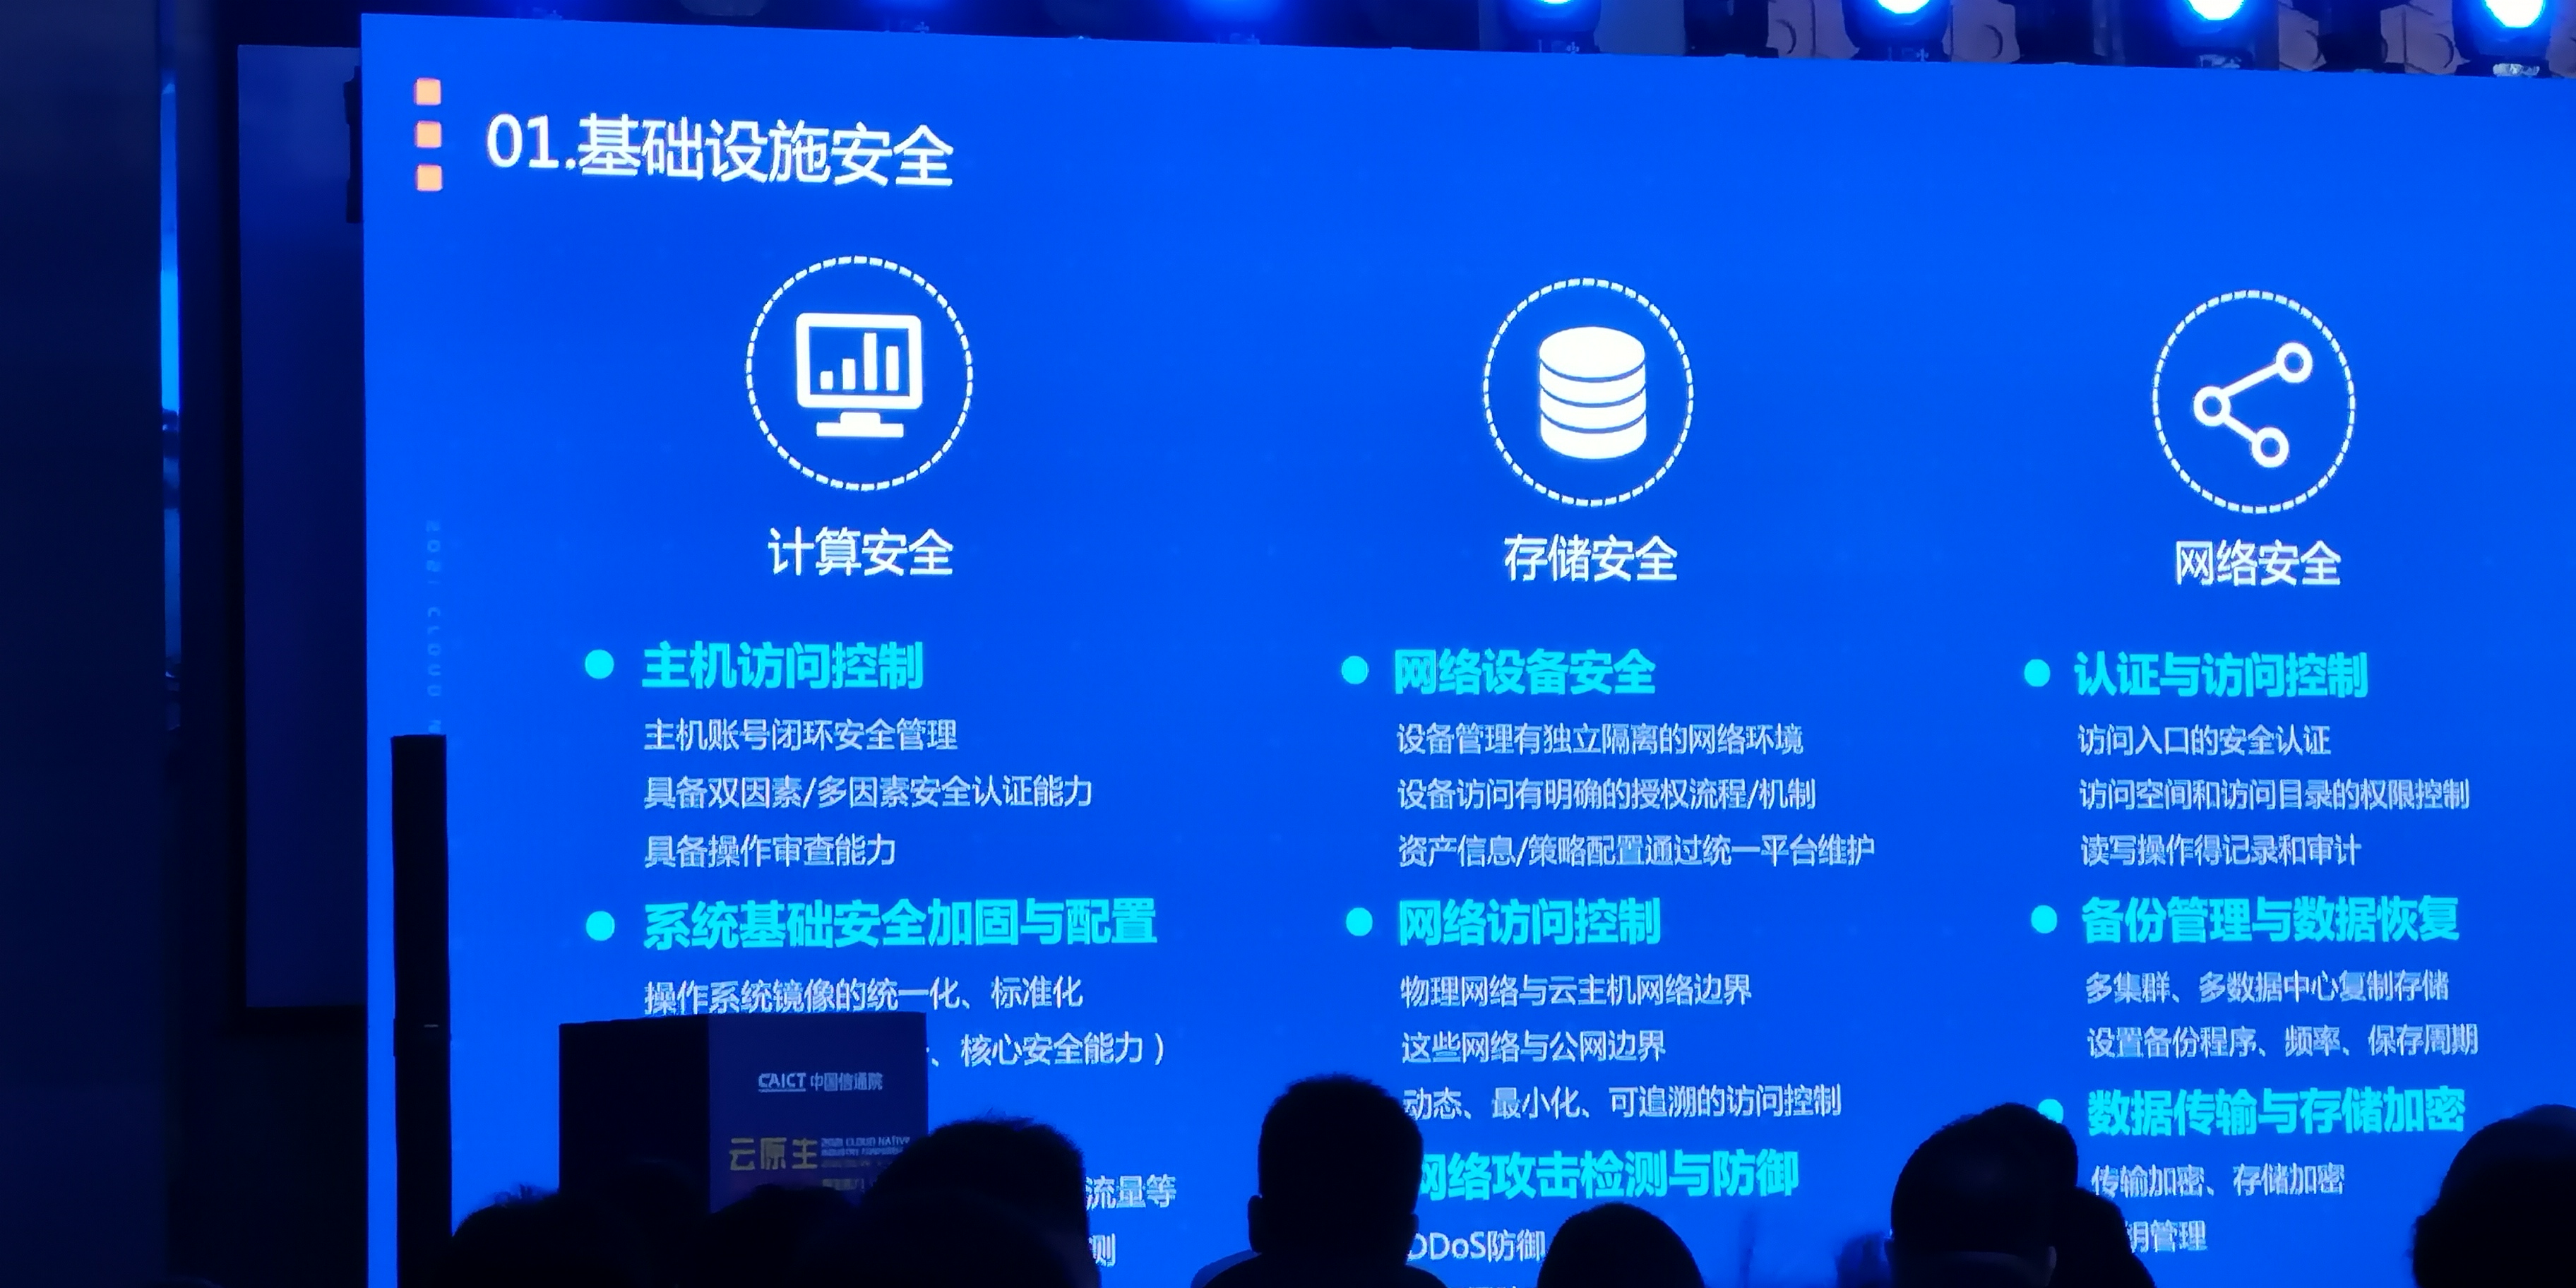 01.基础设施安全
计算安全
主机访问控制
主机账号闭环安全管理
具备双因素/多因素安全认证能力
具备操作审查能力
系统基础安全加固与配置
操作系统镜像的统一化、标准化
、核心安全能力）
流量等
测
存储安全
网络设备安全
设备管理有独立隔离的网络环境
设备访问有明确的授权流程/机制
资产信息/策略配置通过统一平台维护
网络访问控制
物理网络与云主机网络边界
这些网络与公网边界
动态、最小化、可追溯的访问控制
网络攻击检测与防御
DDoS防御
网络安全
认证与访问控制
访问入口的安全认证
访问空间和访问目录的权限控制
读写操作得记录和审计
备份管理与数据恢复
多集群、多数据中心复制存储
设置备份程序、频率、保存周期
数据传输与存储加密
传输加密、存储加密
钥管理
CAICT 中国信通院
云原生